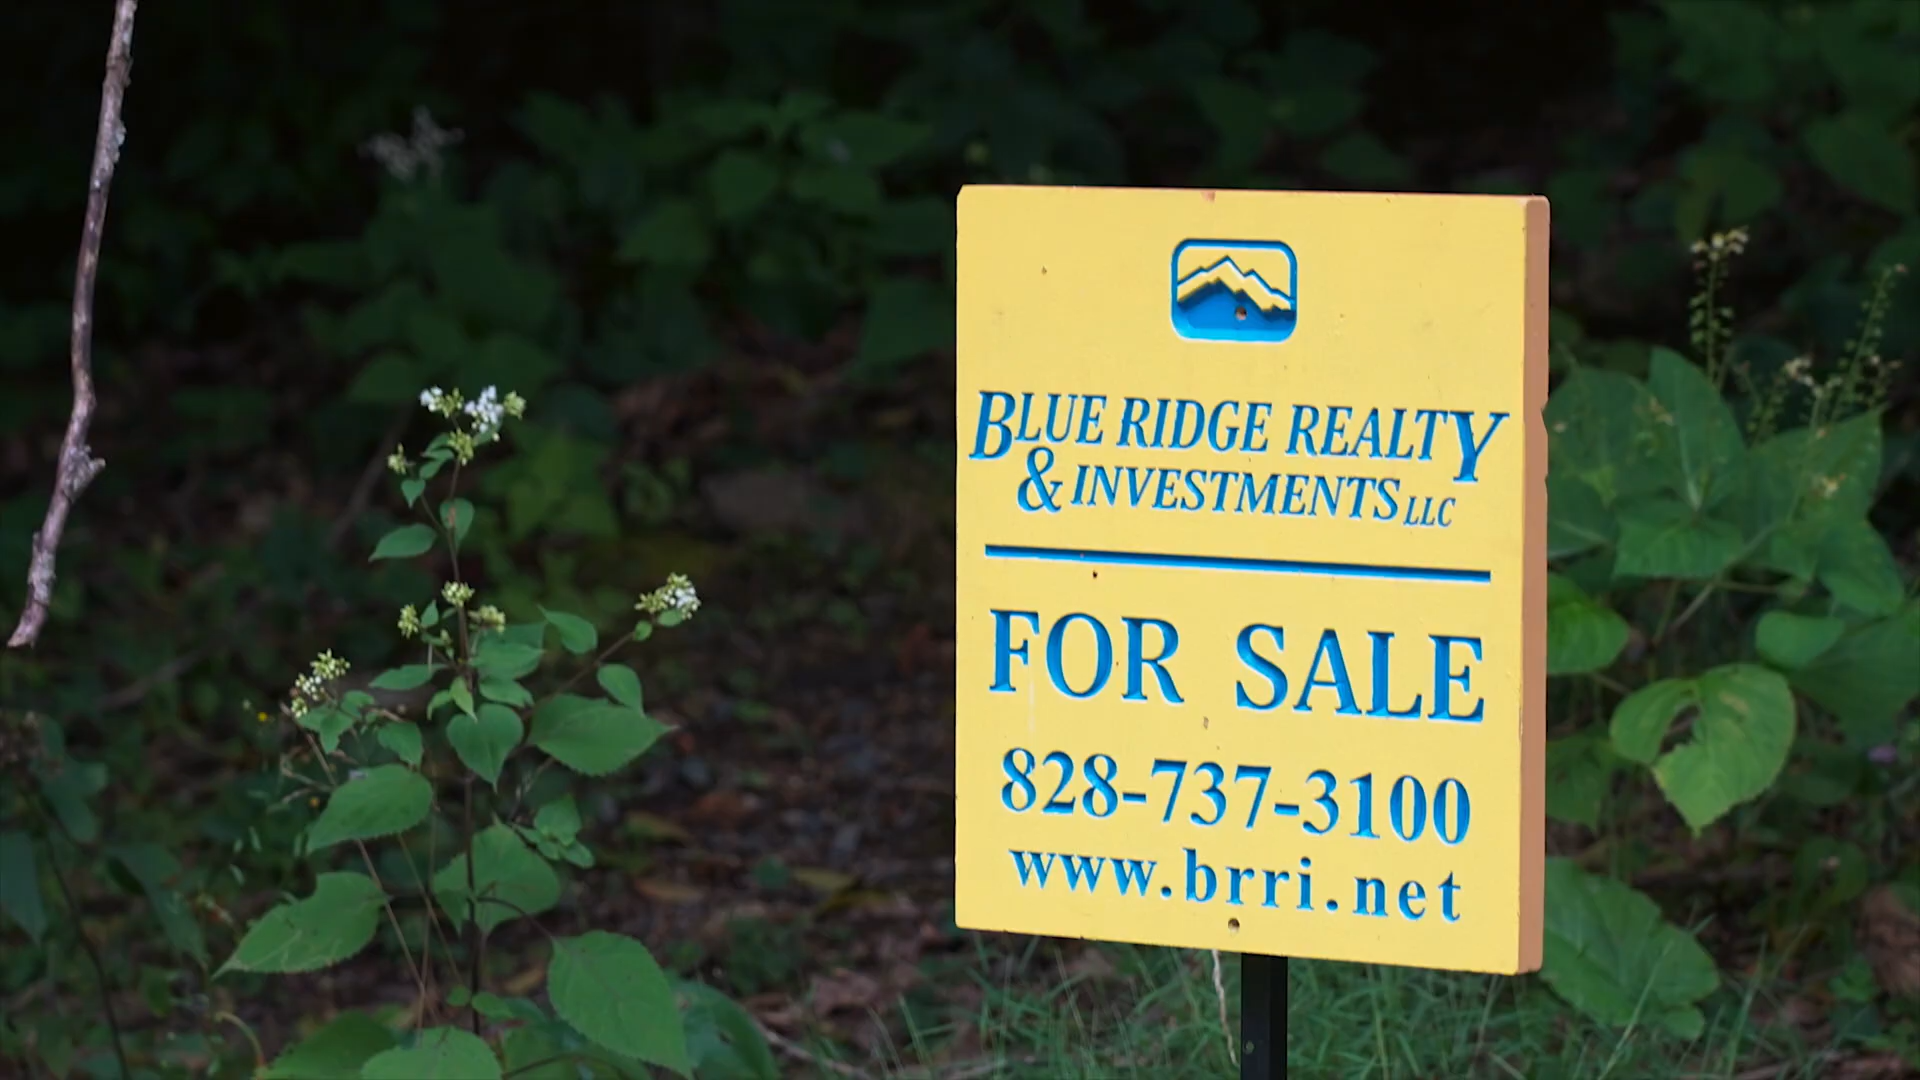 BLUE RIDGE REALTY
& INVESTMENTS LLC
FOR SALE
828-737-3100
www.brri.net